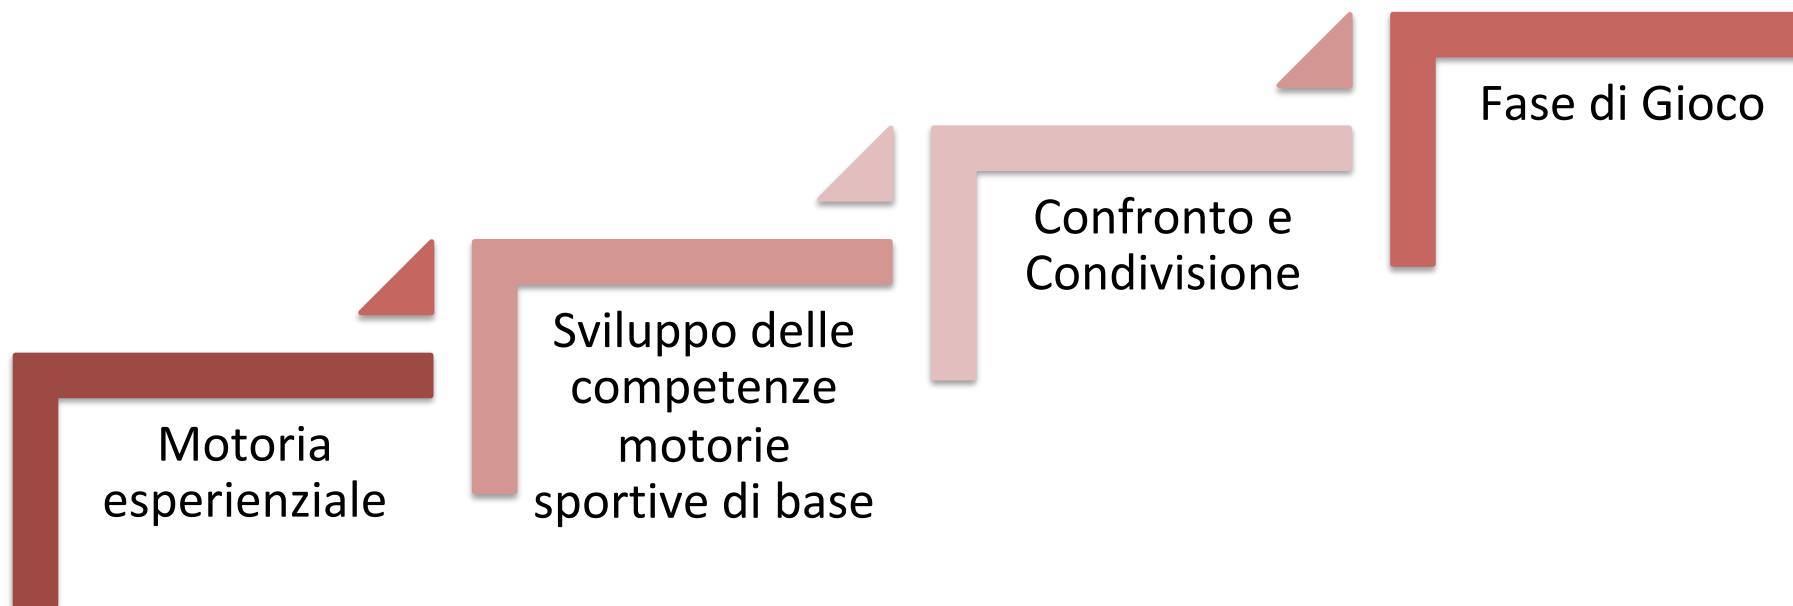 Motoria
esperienziale
Sviluppo delle
competenze
motorie
sportive di base
Confronto e
Condivisione
Fase di Gioco